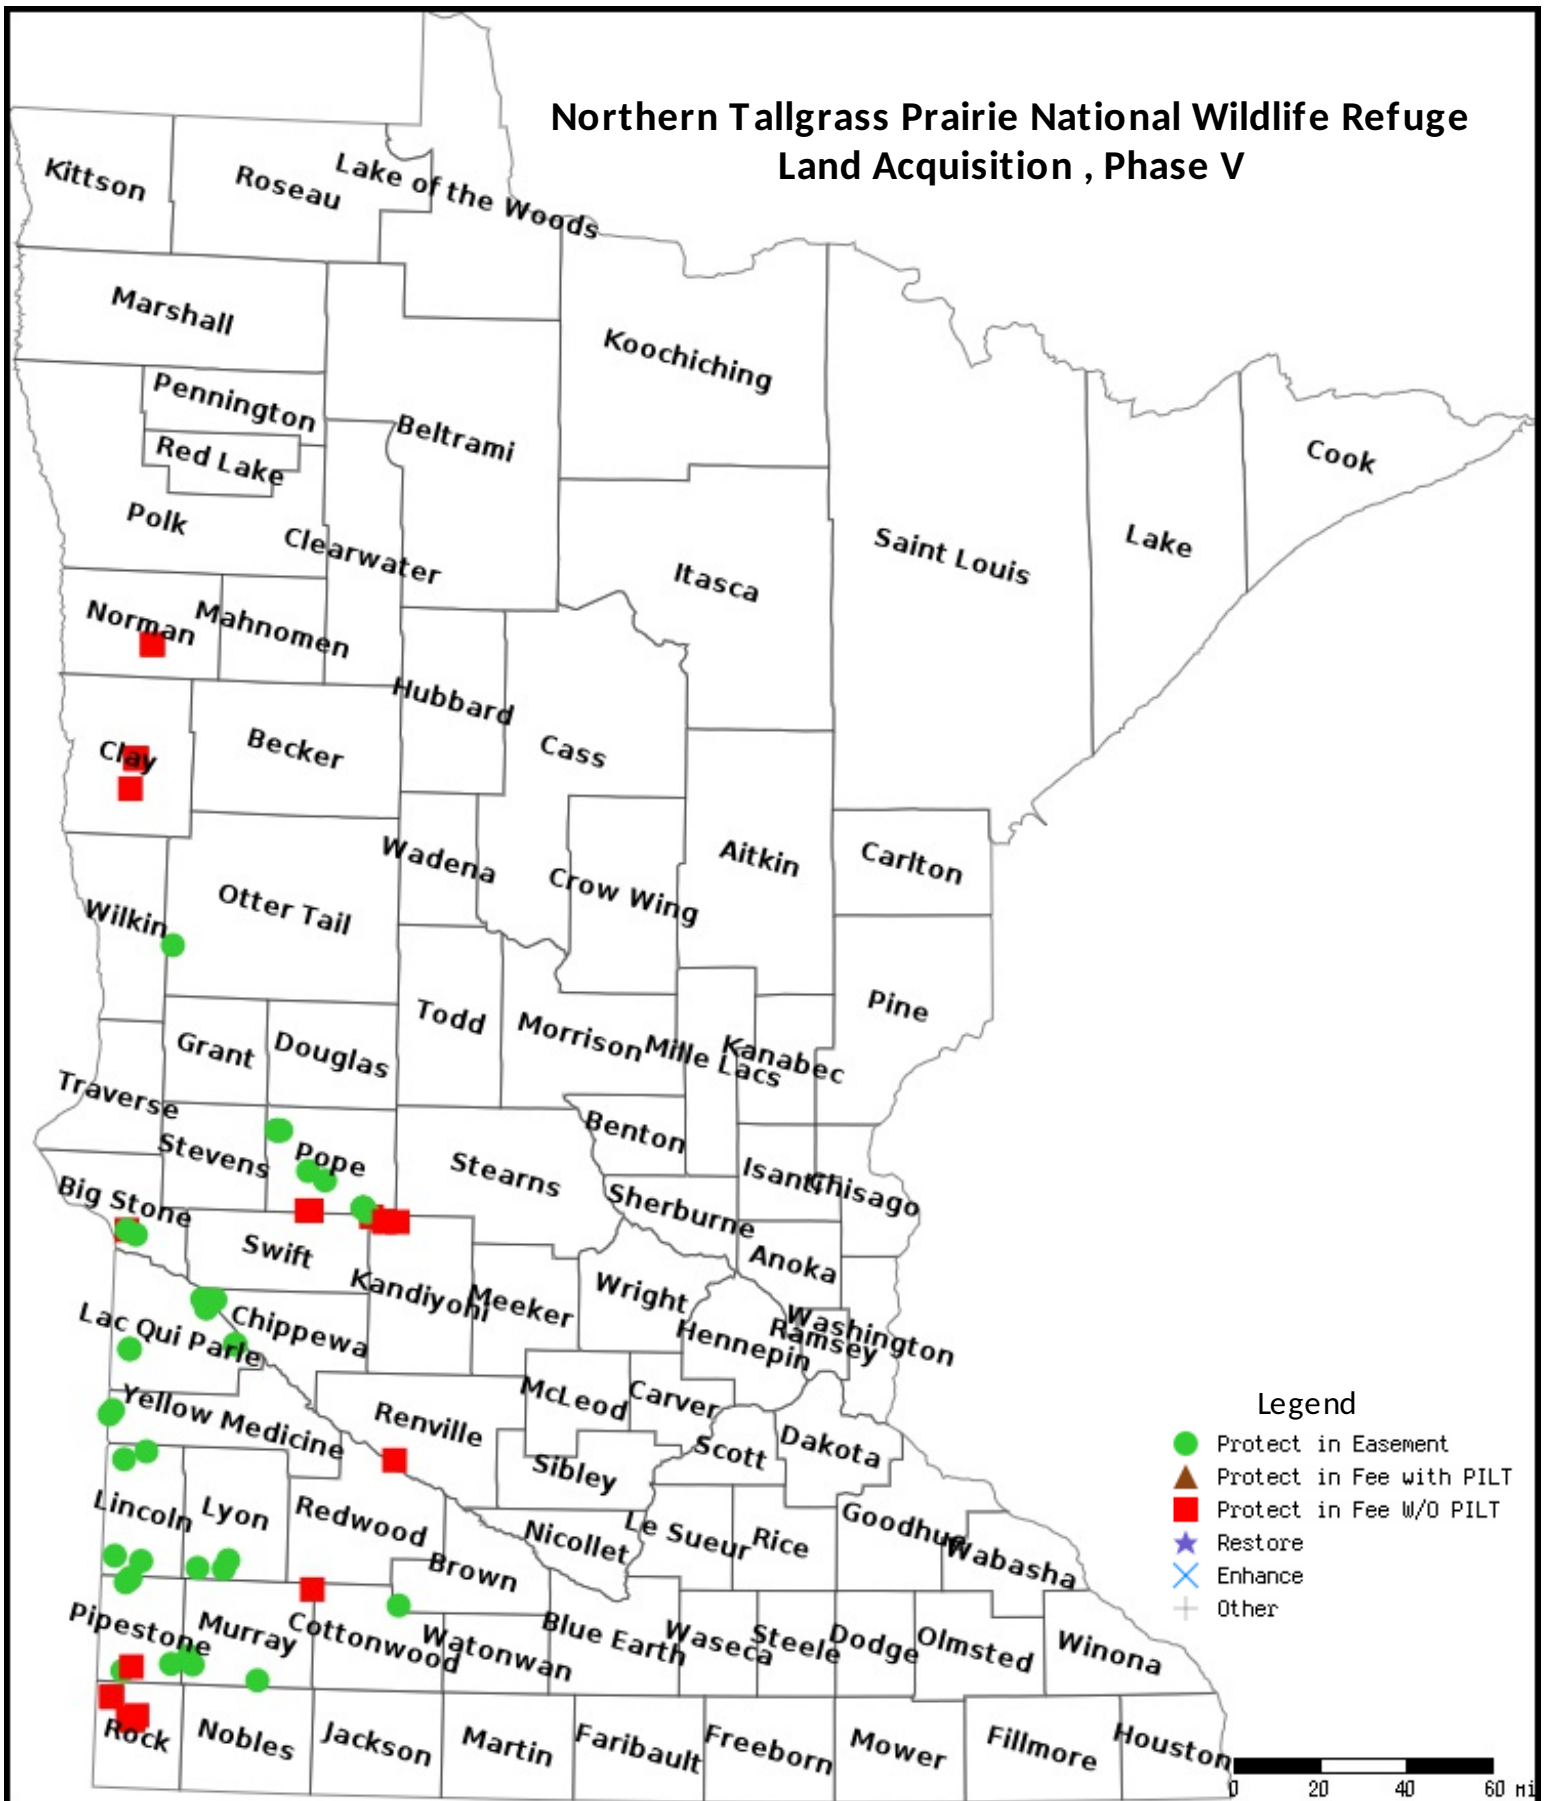 Northern Tallgrass Prairie National Wildlife Refuge
Land Acquisition , Phase V
Kittson
Roseau
Lake of the Woods
Marshall
Koochiching
Pennington
Beltrami
Red Lake
Cook
Polk
Clearwater
Saint Louis
Lake
Itasca
Norman
Mahnomen
Hubbard
Clay
Becker
Cass
Wadena
Aitkin
Carlton
Crow Wing
Wilkin
Otter Tail
Pine
Todd
Morrison
Grant
Douglas
Mille Lacs
Kanabec
Traverse
Benton
Stevens
Pope
Stearns
Isanti
Chisago
Big Stone
Sherburne
Swift
Anoka
Kandiyohi
Meeker
Wright
Lac Qui Parle
Chippewa
Hennepin
Ramsey
Washington
McLeod
Carver
Yellow Medicine
Renville
Scott
Dakota
Sibley
Lincoln
Lyon
Redwood
Nicollet
Le Sueur
Rice
Goodhue
Wabasha
Brown
Pipestone
Murray
Cottonwood
Watonwan
Blue Earth
Waseca
Steele
Dodge
Olmsted
Winona
Rock
Nobles
Jackson
Martin
Faribault
Freeborn
Mower
Fillmore
Houston
Legend
Protect in Easement
Protect in Fee with PILT
Protect in Fee W/O PILT
Restore
Enhance
Other
0 20 40 60 mi